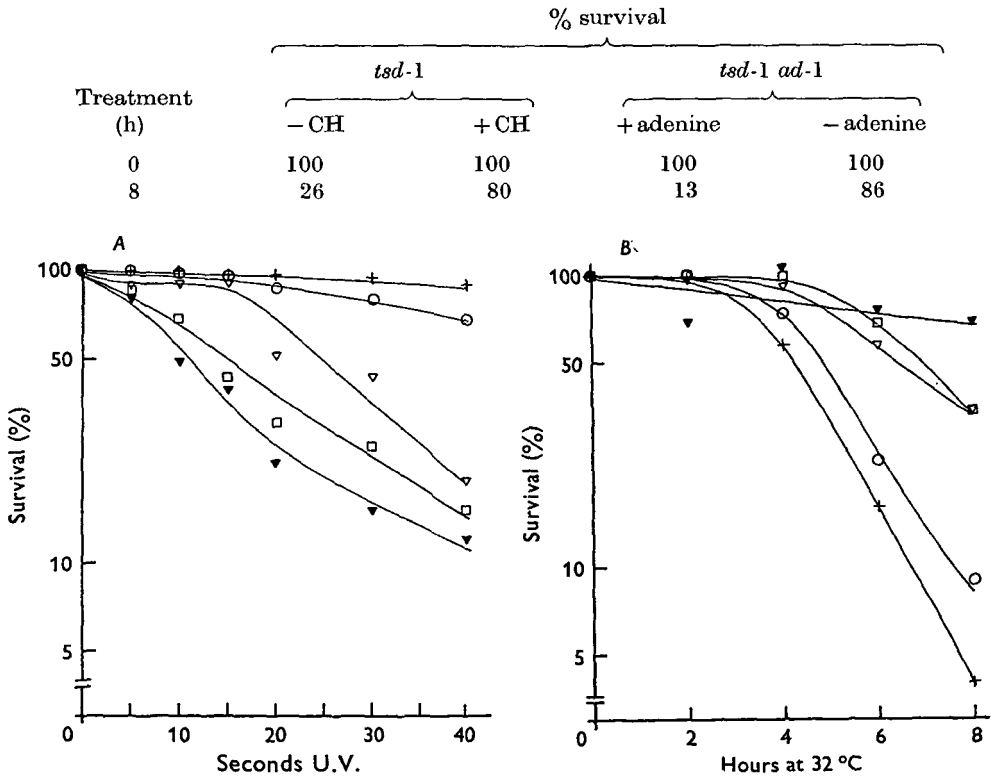 % survival
tsd-1 tsd-1 ad-1
Treatment
(h) −CH +CH +adenine −adenine
0 100 100 100 100
8 26 80 13 86
A
100
50
10
5
Survival (%)
0 10 20 30 40
Seconds U.V.
B
100
50
10
5
Survival (%)
0 2 4 6 8
Hours at 32 °C